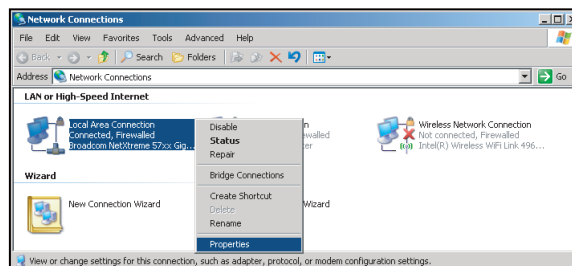 Network Connections
File Edit View Favorites Tools Advanced Help
Back Search Folders
Address Network Connections Go
LAN or High-Speed Internet
Local Area Connection
Connected, Firewalled
Broadcom NetXtreme 57xx Gig...
Disable
Status
Repair
Bridge Connections
Create Shortcut
Delete
Rename
Properties
Wireless Network Connection
Not connected, Firewalled
Intel(R) Wireless WiFi Link 496...
Wizard
New Connection Wizard
Wizard
View or change settings for this connection, such as adapter, protocol, or modem configuration settings.